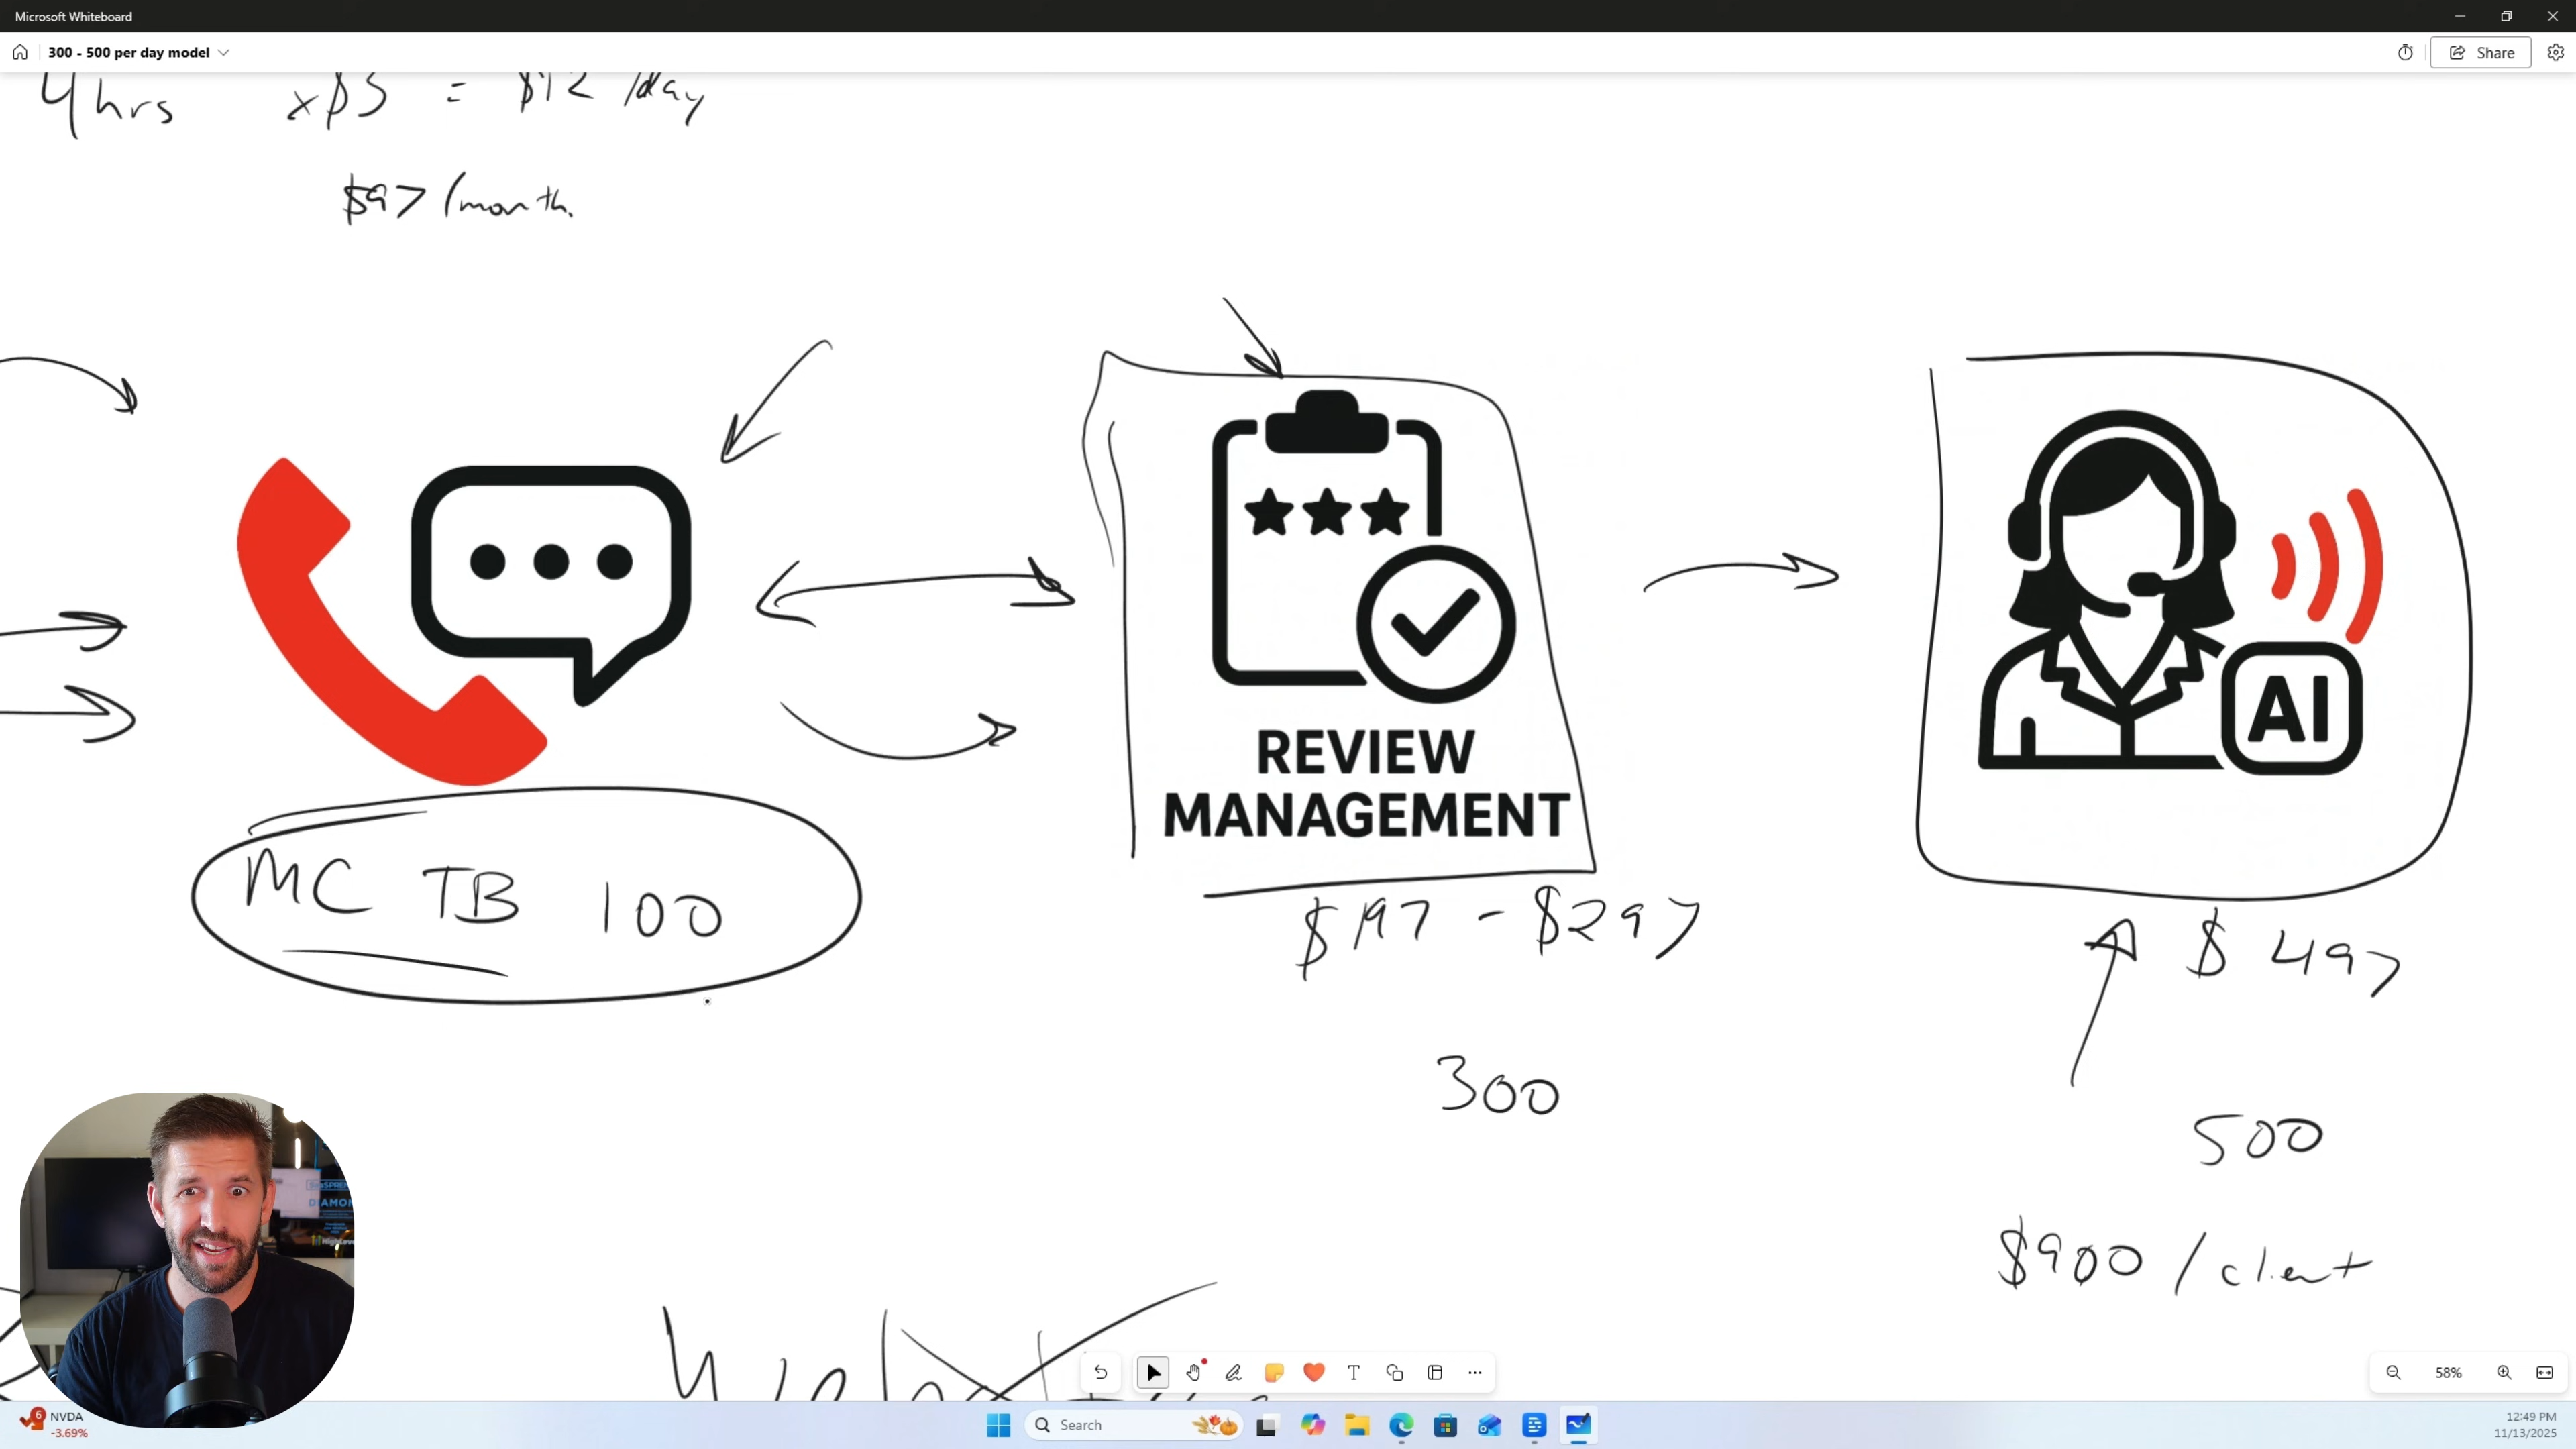 Microsoft Whiteboard
300 - 500 per day model
Share
4 hrs x $3 = $12 /day
$97 /month.
AI
REVIEW
MANAGEMENT
MC TB 100
$197 - $297
$497
300
500
$900 / client
DIAMON
58%
6
NVDA
-3.69%
Search
12:49 PM
11/13/2025